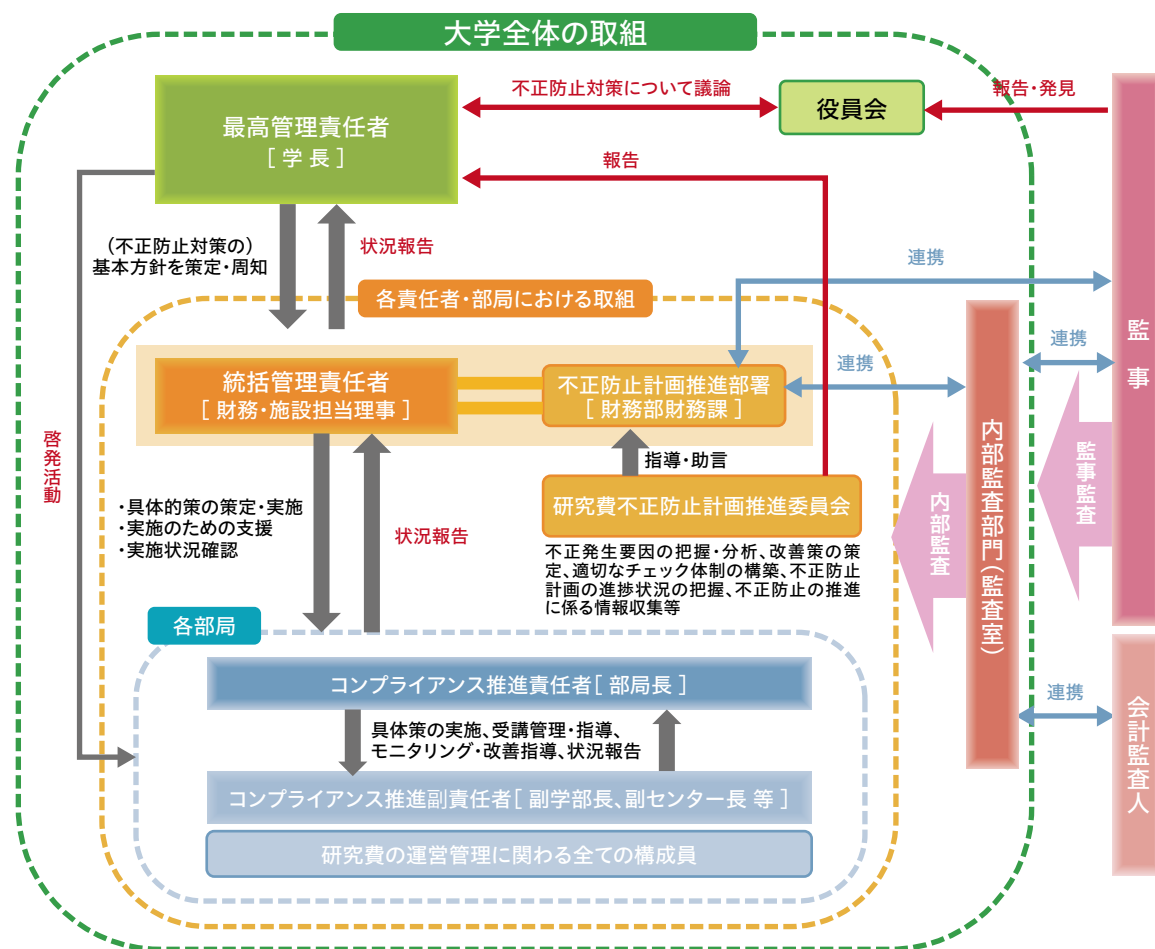 大学全体の取組
不正防止対策について議論
役員会
報告・発見
最高管理責任者
［ 学 長 ］
報告
（不正防止対策の）
基本方針を策定・周知
状況報告
連携
各責任者・部局における取組
監事
連携
統括管理責任者
［ 財務・施設担当理事 ］
不正防止計画推進部署
［ 財務部財務課 ］
連携
啓発活動
指導・助言
内部監査部門（監査室）
監事監査
内部監査
・具体的策の策定・実施
・実施のための支援
・実施状況確認
状況報告
研究費不正防止計画推進委員会
不正発生要因の把握・分析、改善策の策
定、適切なチェック体制の構築、不正防止
計画の進捗状況の把握、不正防止の推進
に係る情報収集等
各部局
コンプライアンス推進責任者［ 部局長 ］
連携
会計監査人
具体策の実施、受講管理・指導、
モニタリング・改善指導、状況報告
コンプライアンス推進副責任者［ 副学部長、副センター長 等 ］
研究費の運営管理に関わる全ての構成員